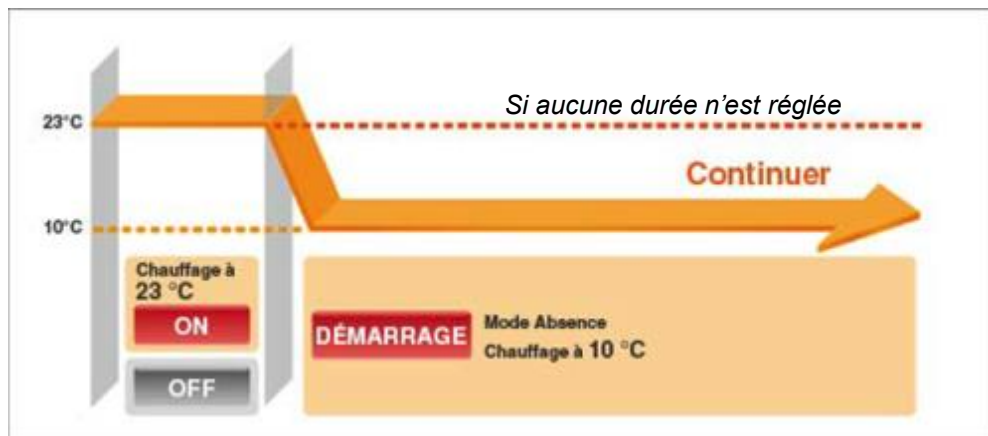 Si aucune durée n'est réglée
23°C
Continuer
10°C
Chauffage à
23 °C
ON
OFF
DÉMARRAGE
Mode Absence
Chauffage à 10 °C